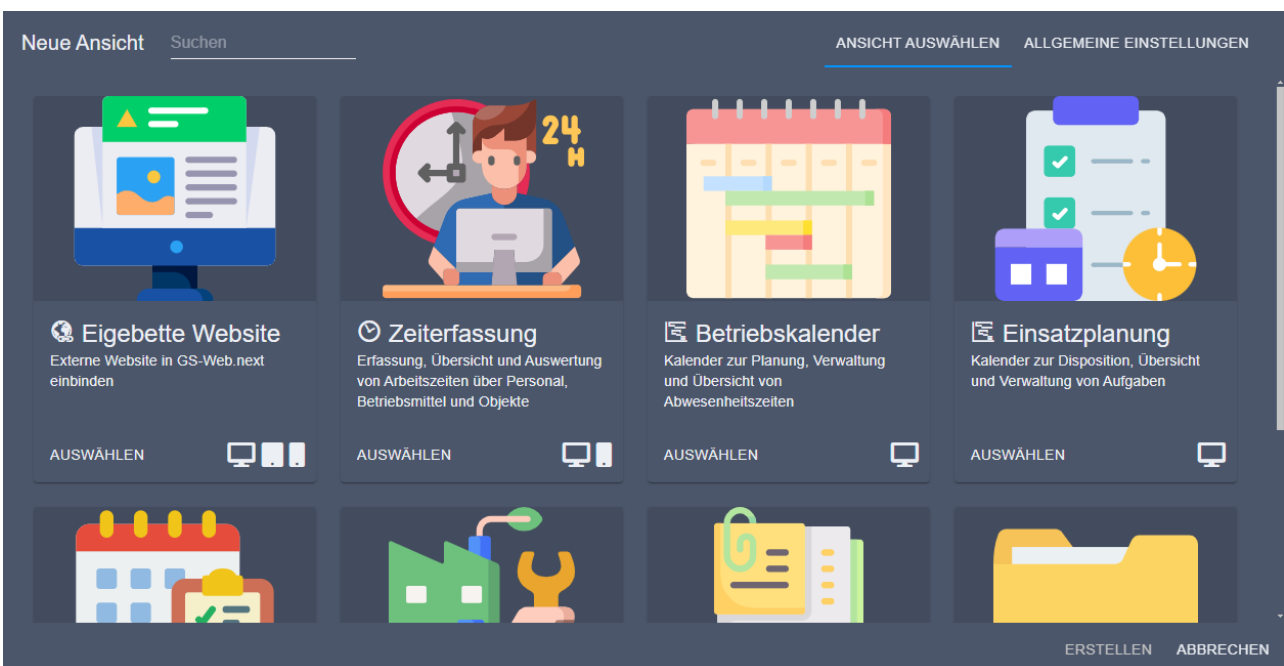 Neue Ansicht
Suchen
ANSICHT AUSWÄHLEN
ALLGEMEINE EINSTELLUNGEN
24
H
Eigebette Website
Externe Website in GS-Web.next
einbinden
AUSWÄHLEN
Zeiterfassung
Erfassung, Übersicht und Auswertung
von Arbeitszeiten über Personal,
Betriebsmittel und Objekte
AUSWÄHLEN
Betriebskalender
Kalender zur Planung, Verwaltung
und Übersicht von
Abwesenheitszeiten
AUSWÄHLEN
Einsatzplanung
Kalender zur Disposition, Übersicht
und Verwaltung von Aufgaben
AUSWÄHLEN
ERSTELLEN
ABBRECHEN